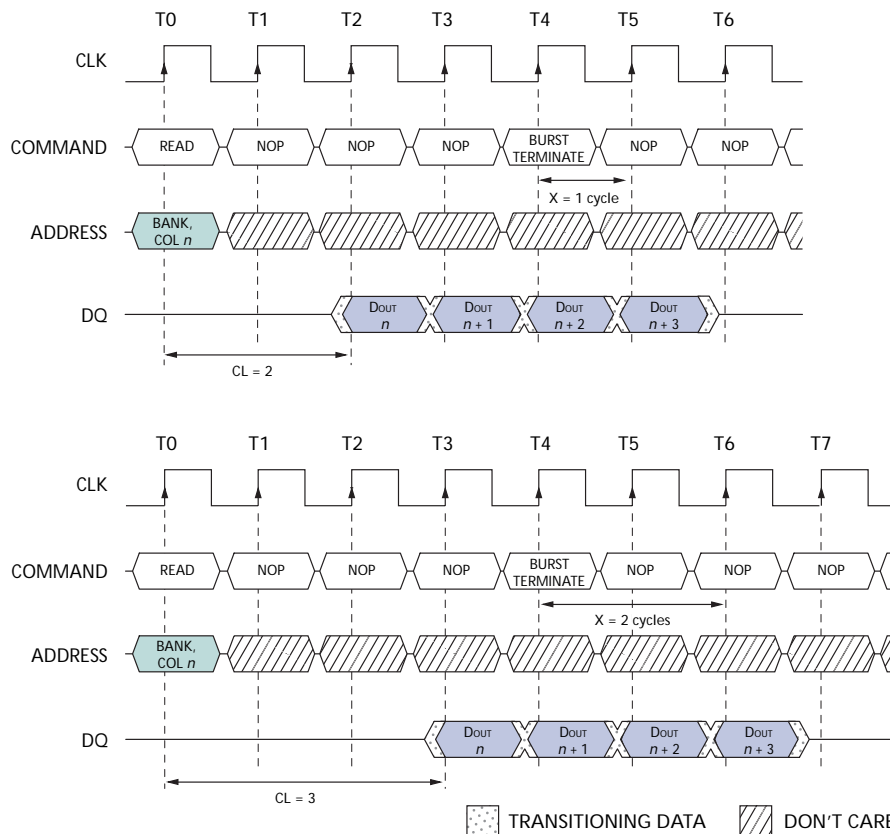 T0 T1 T2 T3 T4 T5 T6
CLK
COMMAND READ NOP NOP NOP BURST TERMINATE NOP NOP
X = 1 cycle
ADDRESS BANK, COL n
DQ DOUT n DOUT n + 1 DOUT n + 2 DOUT n + 3
CL = 2
T0 T1 T2 T3 T4 T5 T6 T7
CLK
COMMAND READ NOP NOP NOP BURST TERMINATE NOP NOP NOP
X = 2 cycles
ADDRESS BANK, COL n
DQ DOUT n DOUT n + 1 DOUT n + 2 DOUT n + 3
CL = 3
TRANSITIONING DATA DON'T CARE